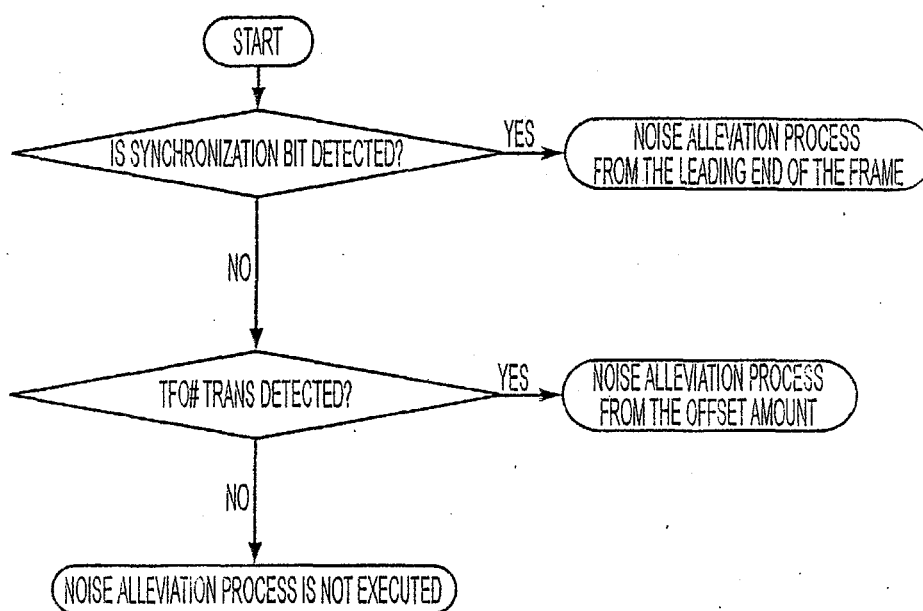 START
IS SYNCHRONIZATION BIT DETECTED?
YES
NOISE ALLEVATION PROCESS
FROM THE LEADING END OF THE FRAME
NO
TFO# TRANS DETECTED?
YES
NOISE ALLEVIATION PROCESS
FROM THE OFFSET AMOUNT
NO
NOISE ALLEVIATION PROCESS IS NOT EXECUTED